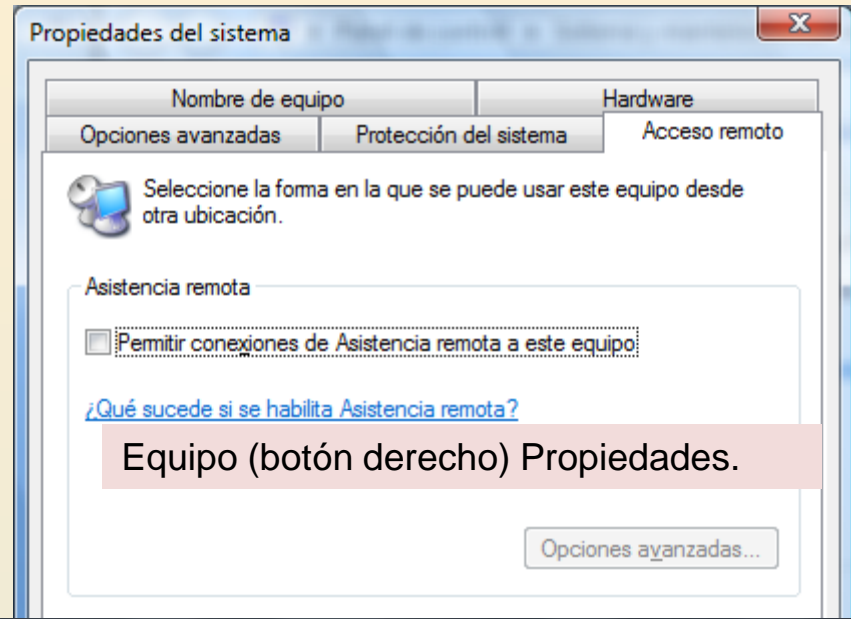 Propiedades del sistema
Nombre de equipo
Hardware
Opciones avanzadas
Protección del sistema
Acceso remoto
Seleccione la forma en la que se puede usar este equipo desde
otra ubicación.
Asistencia remota
Permitir conexiones de Asistencia remota a este equipo
¿Qué sucede si se habilita Asistencia remota?
Equipo (botón derecho) Propiedades.
Opciones avanzadas...